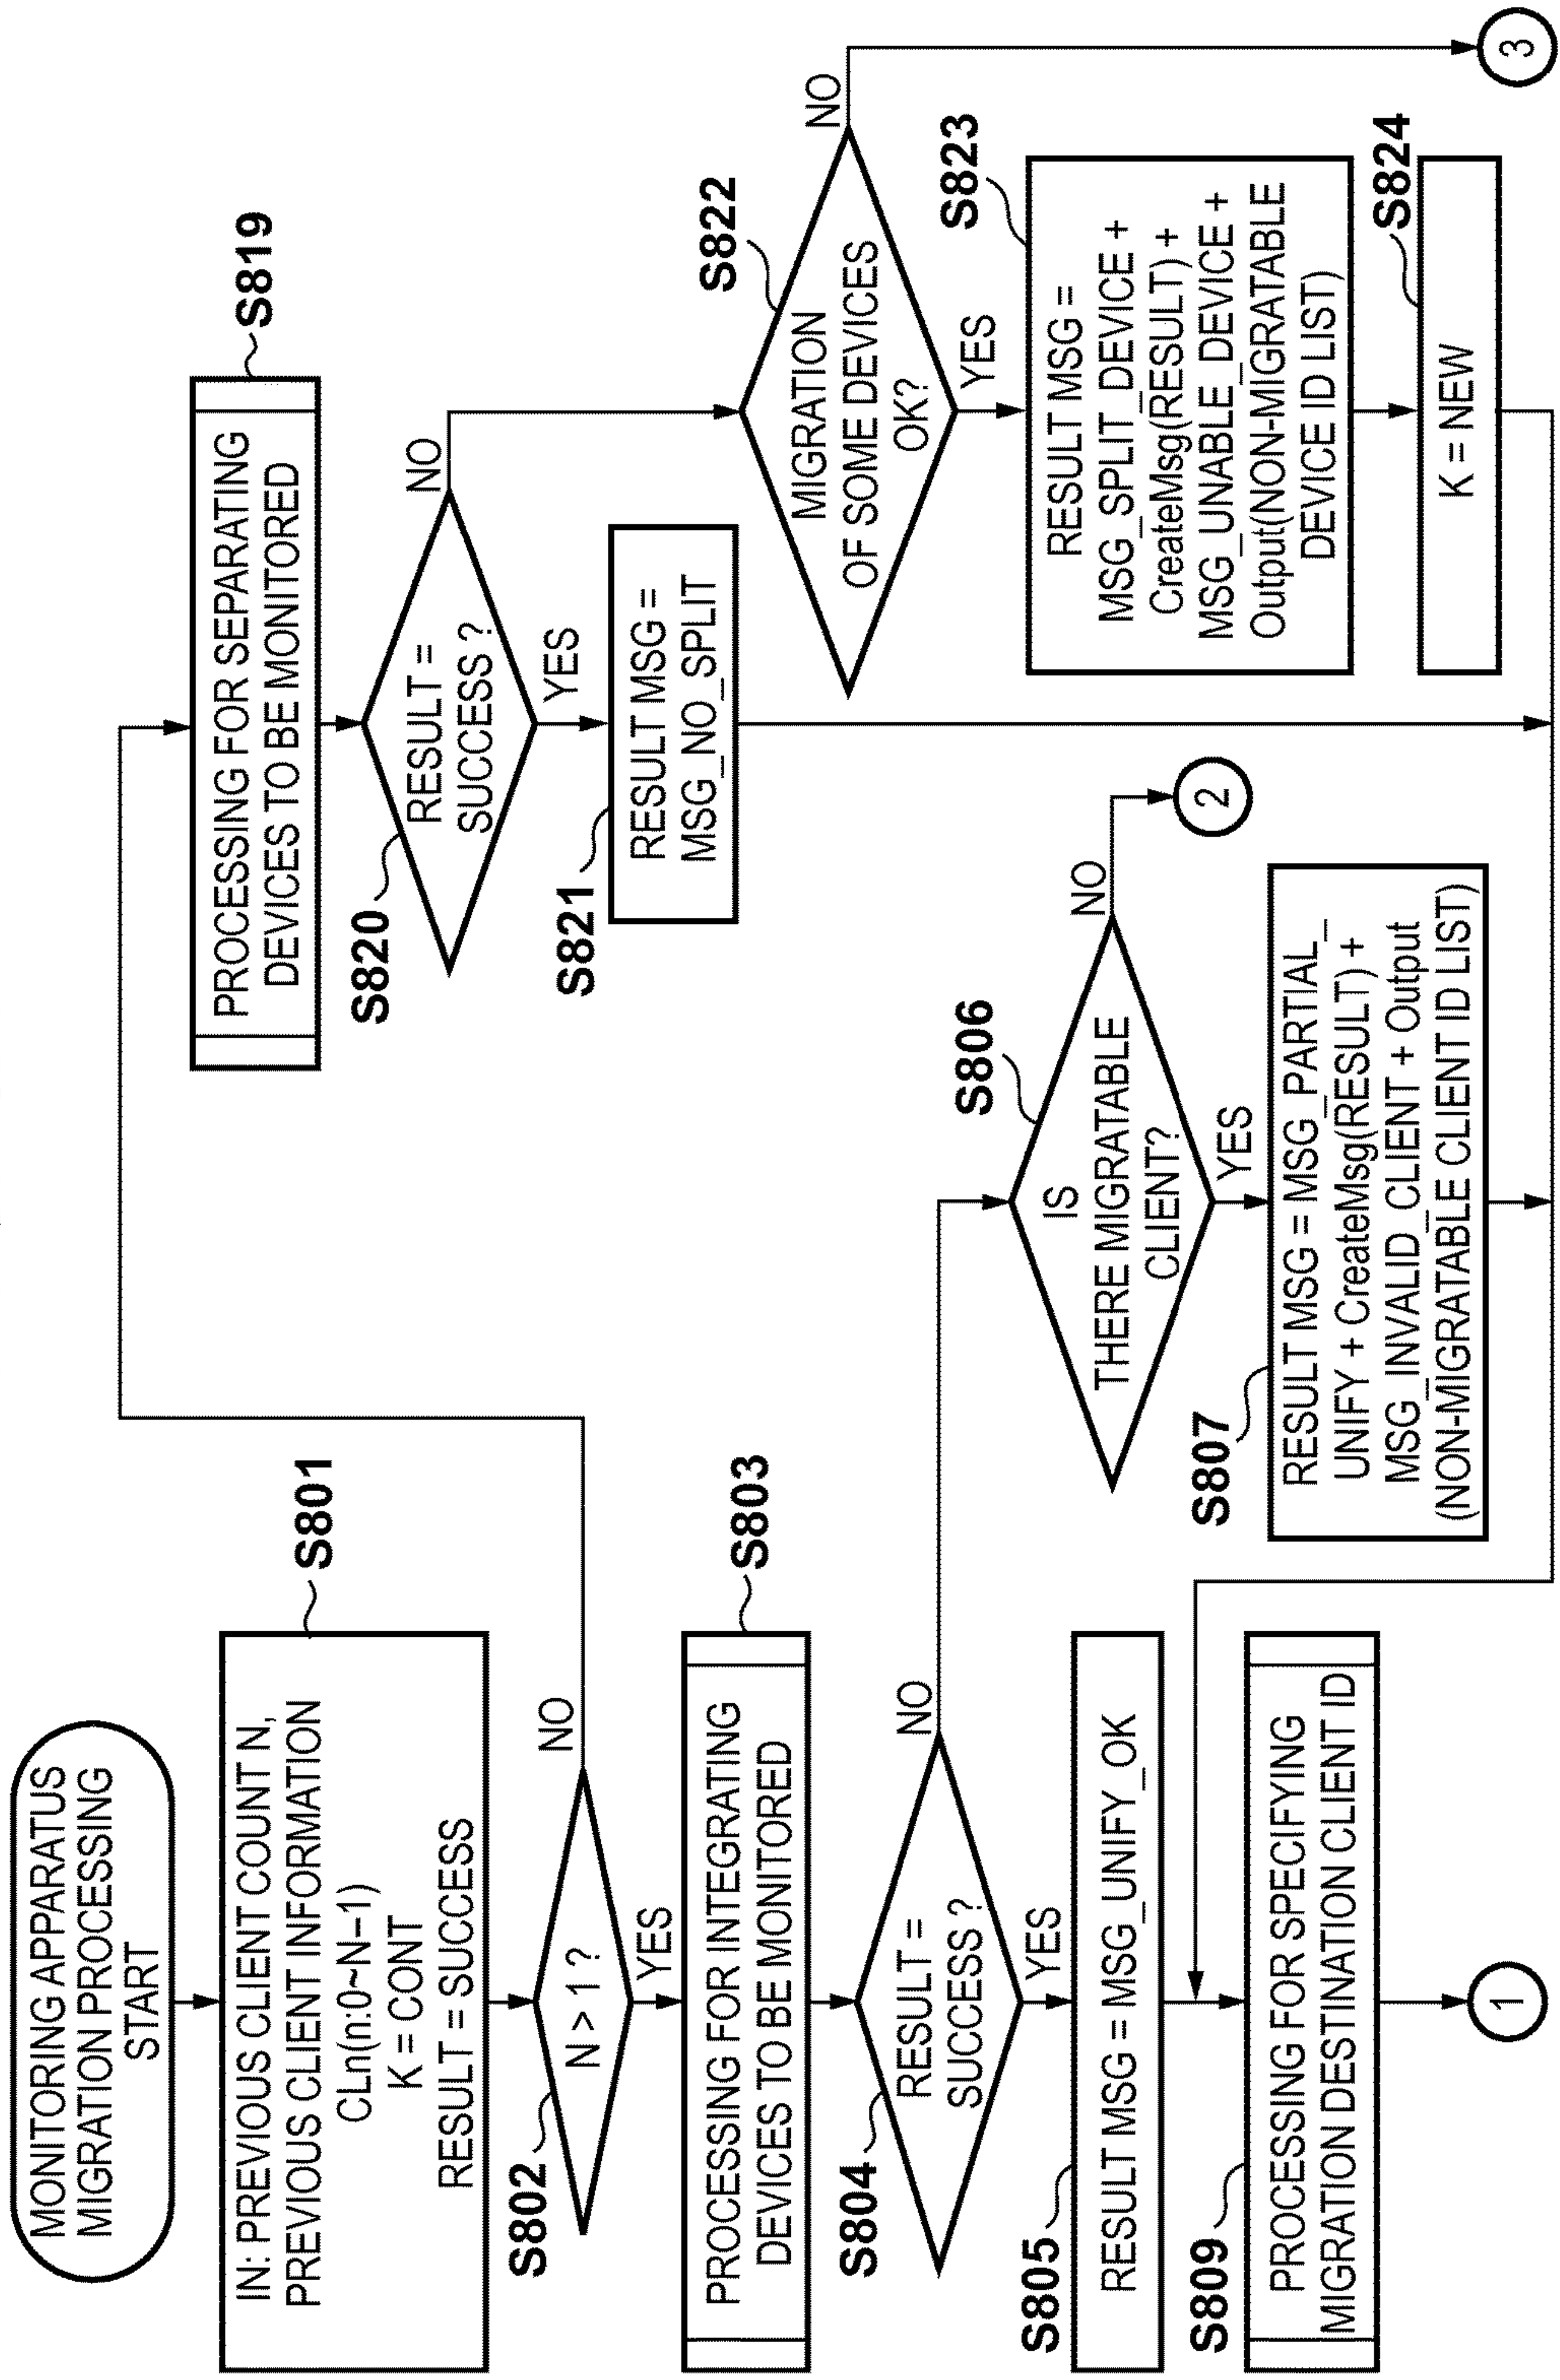 MONITORING APPARATUS
MIGRATION PROCESSING
START
S801
IN: PREVIOUS CLIENT COUNT N,
PREVIOUS CLIENT INFORMATION
CLn(n:0~N−1)
K = CONT
RESULT = SUCCESS
S802
N > 1 ?
NO
YES
S803
PROCESSING FOR INTEGRATING
DEVICES TO BE MONITORED
S804
RESULT =
SUCCESS ?
NO
YES
S805
RESULT MSG = MSG_UNIFY_OK
S809
PROCESSING FOR SPECIFYING
MIGRATION DESTINATION CLIENT ID
1
S806
IS
THERE MIGRATABLE
CLIENT?
NO
2
YES
S807
RESULT MSG = MSG_PARTIAL_
UNIFY + CreateMsg(RESULT) +
MSG_INVALID_CLIENT + Output
(NON-MIGRATABLE CLIENT ID LIST)
S819
PROCESSING FOR SEPARATING
DEVICES TO BE MONITORED
S820
RESULT =
SUCCESS ?
NO
YES
S821
RESULT MSG =
MSG_NO_SPLIT
S822
MIGRATION
OF SOME DEVICES
OK?
NO
3
YES
S823
RESULT MSG =
MSG_SPLIT_DEVICE +
CreateMsg(RESULT) +
MSG_UNABLE_DEVICE +
Output(NON-MIGRATABLE
DEVICE ID LIST)
S824
K = NEW